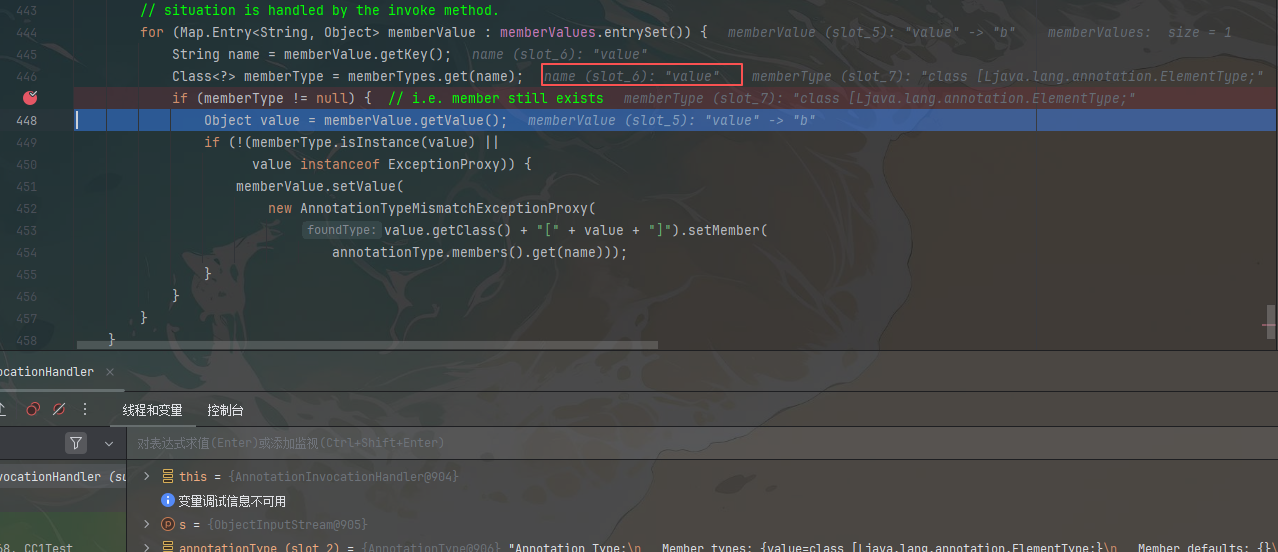 443 // situation is handled by the invoke method.
444 for (Map.Entry<String, Object> memberValue : memberValues.entrySet()) { memberValue (slot_5): "value" -> "b" memberValues: size = 1
445 String name = memberValue.getKey(); name (slot_6): "value"
446 Class<?> memberType = memberTypes.get(name); name (slot_6): "value" memberType (slot_7): "class [Ljava.lang.annotation.ElementType;"
if (memberType != null) { // i.e. member still exists memberType (slot_7): "class [Ljava.lang.annotation.ElementType;"
448 Object value = memberValue.getValue(); memberValue (slot_5): "value" -> "b"
449 if (!(memberType.isInstance(value) ||
450 value instanceof ExceptionProxy)) {
451 memberValue.setValue(
452 new AnnotationTypeMismatchExceptionProxy(
453 foundType: value.getClass() + "[" + value + "]").setMember(
454 annotationType.members().get(name)));
455 }
456 }
457 }
458 }
ocationHandler ×
线程和变量 控制台
对表达式求值(Enter)或添加监视(Ctrl+Shift+Enter)
vocationHandler (su
this = {AnnotationInvocationHandler@904}
变量调试信息不可用
s = {ObjectInputStream@905}
68, CC1Test
annotationType (slot_2) = {AnnotationType@906} "Annotation Type:\n Member types: {value=class [Ljava.lang.annotation.ElementType;}\n Member defaults: {}\